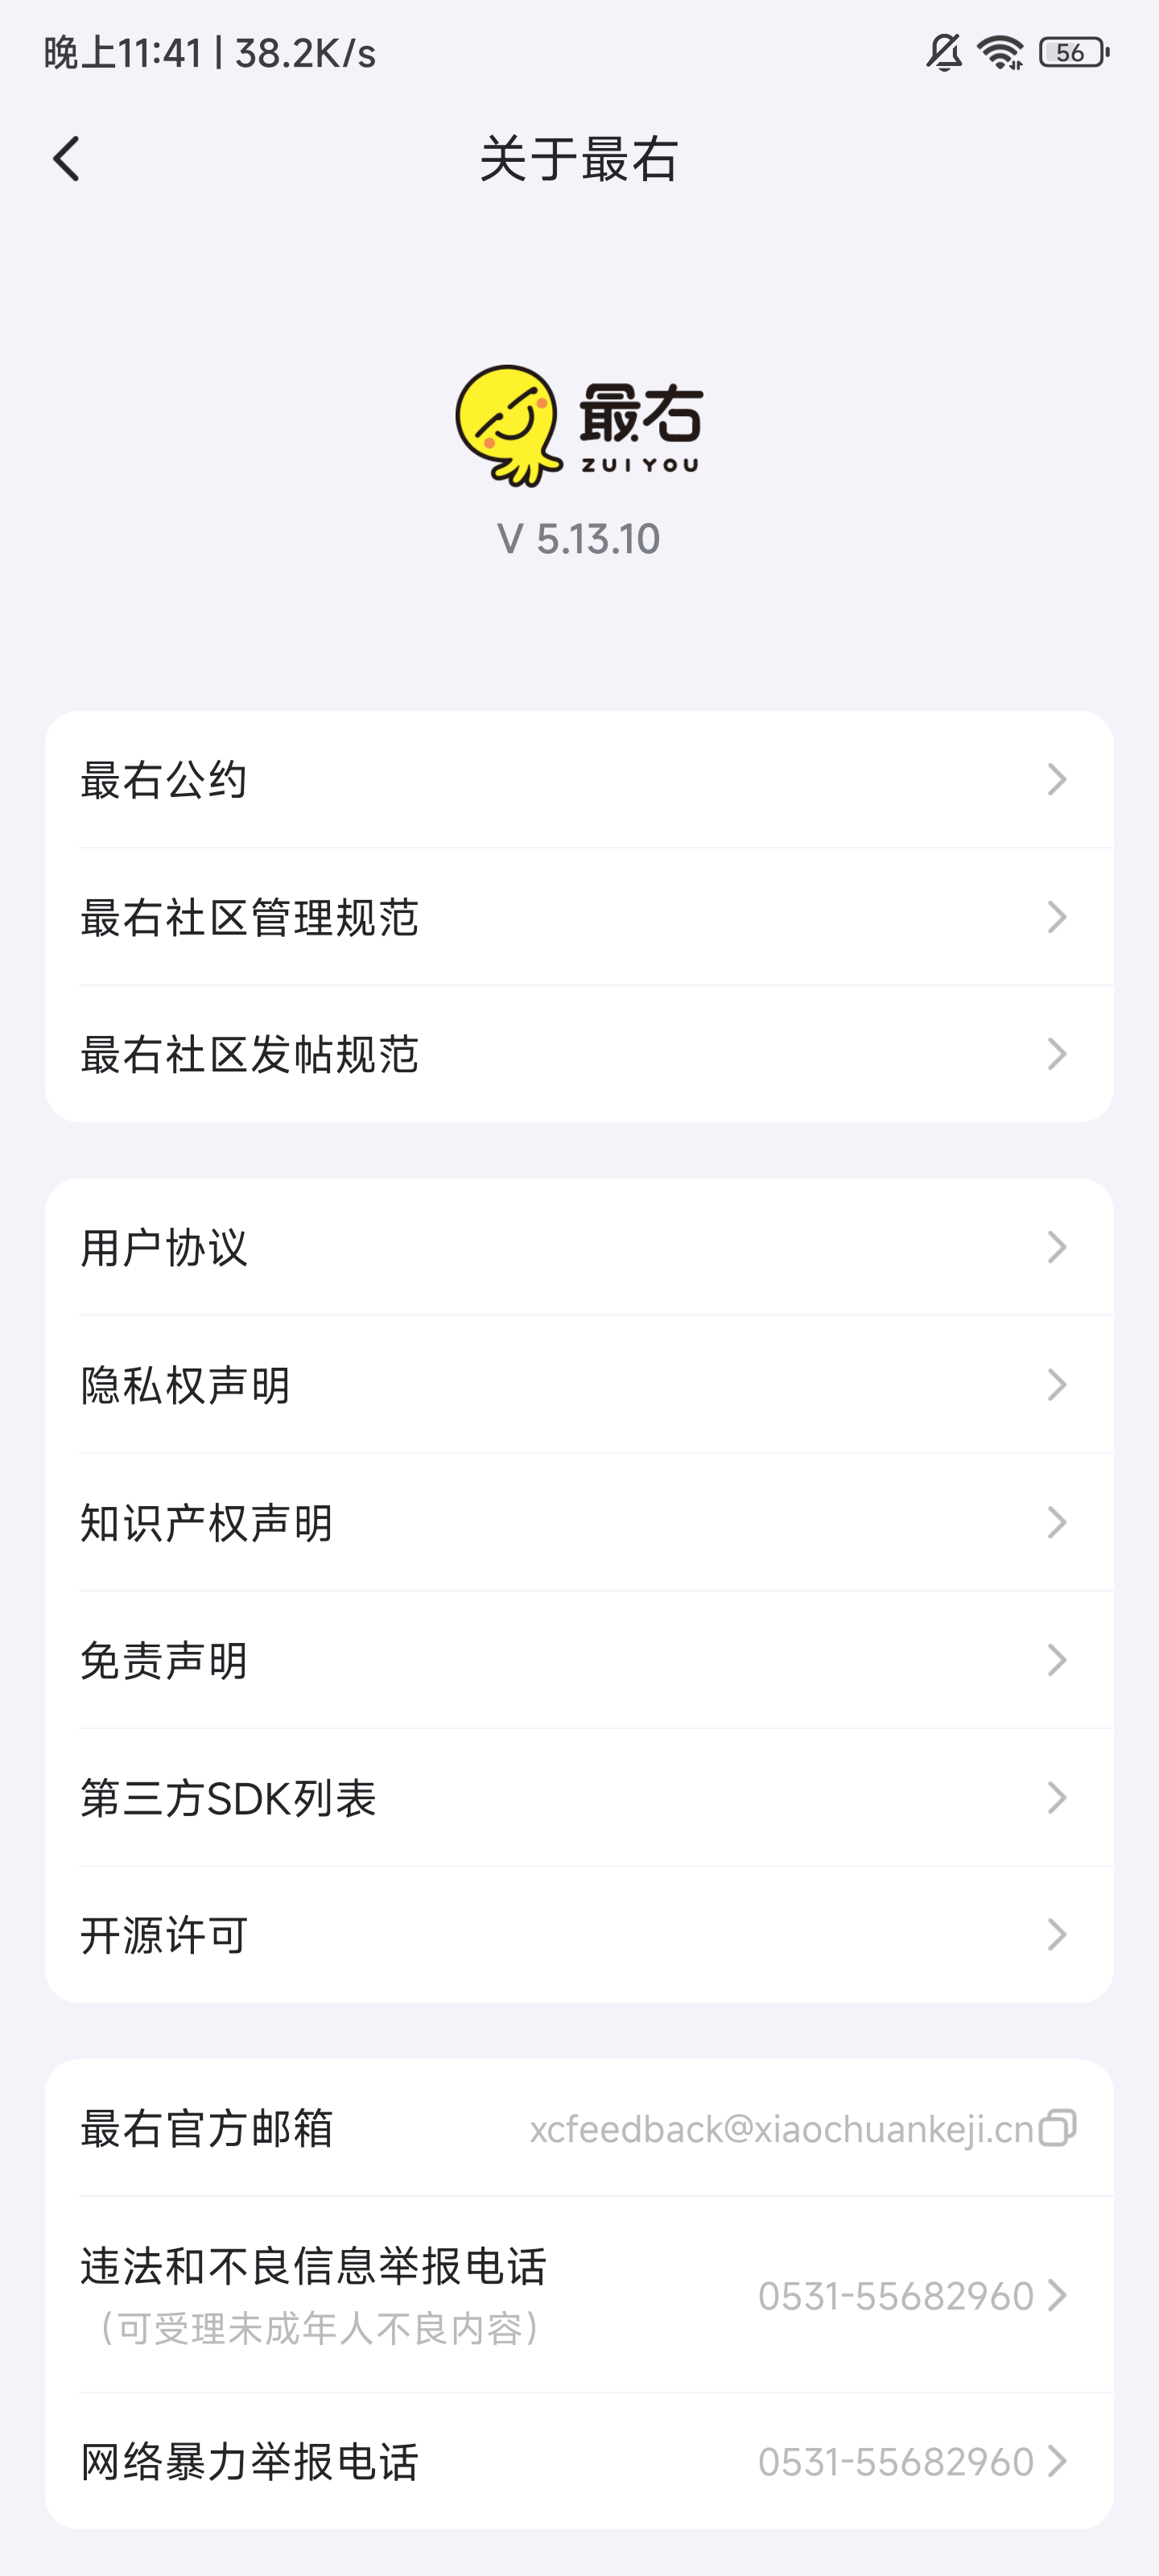 晚上11:41 | 38.2K/s
56
关于最右
最右
ZUIYOU
V 5.13.10
最右公约
最右社区管理规范
最右社区发帖规范
用户协议
隐私权声明
知识产权声明
免责声明
第三方SDK列表
开源许可
最右官方邮箱 xcfeedback@xiaochuankeji.cn
违法和不良信息举报电话
(可受理未成年人不良内容)
0531-55682960
网络暴力举报电话 0531-55682960